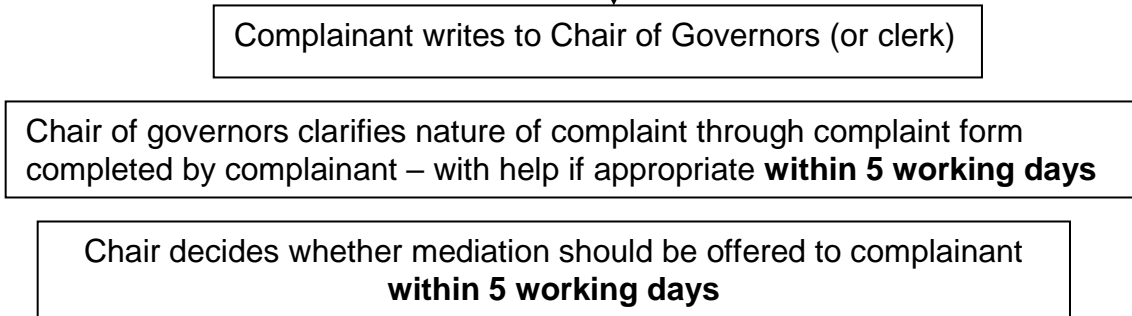 Complainant writes to Chair of Governors (or clerk)
Chair of governors clarifies nature of complaint through complaint form
completed by complainant – with help if appropriate within 5 working days
Chair decides whether mediation should be offered to complainant
within 5 working days